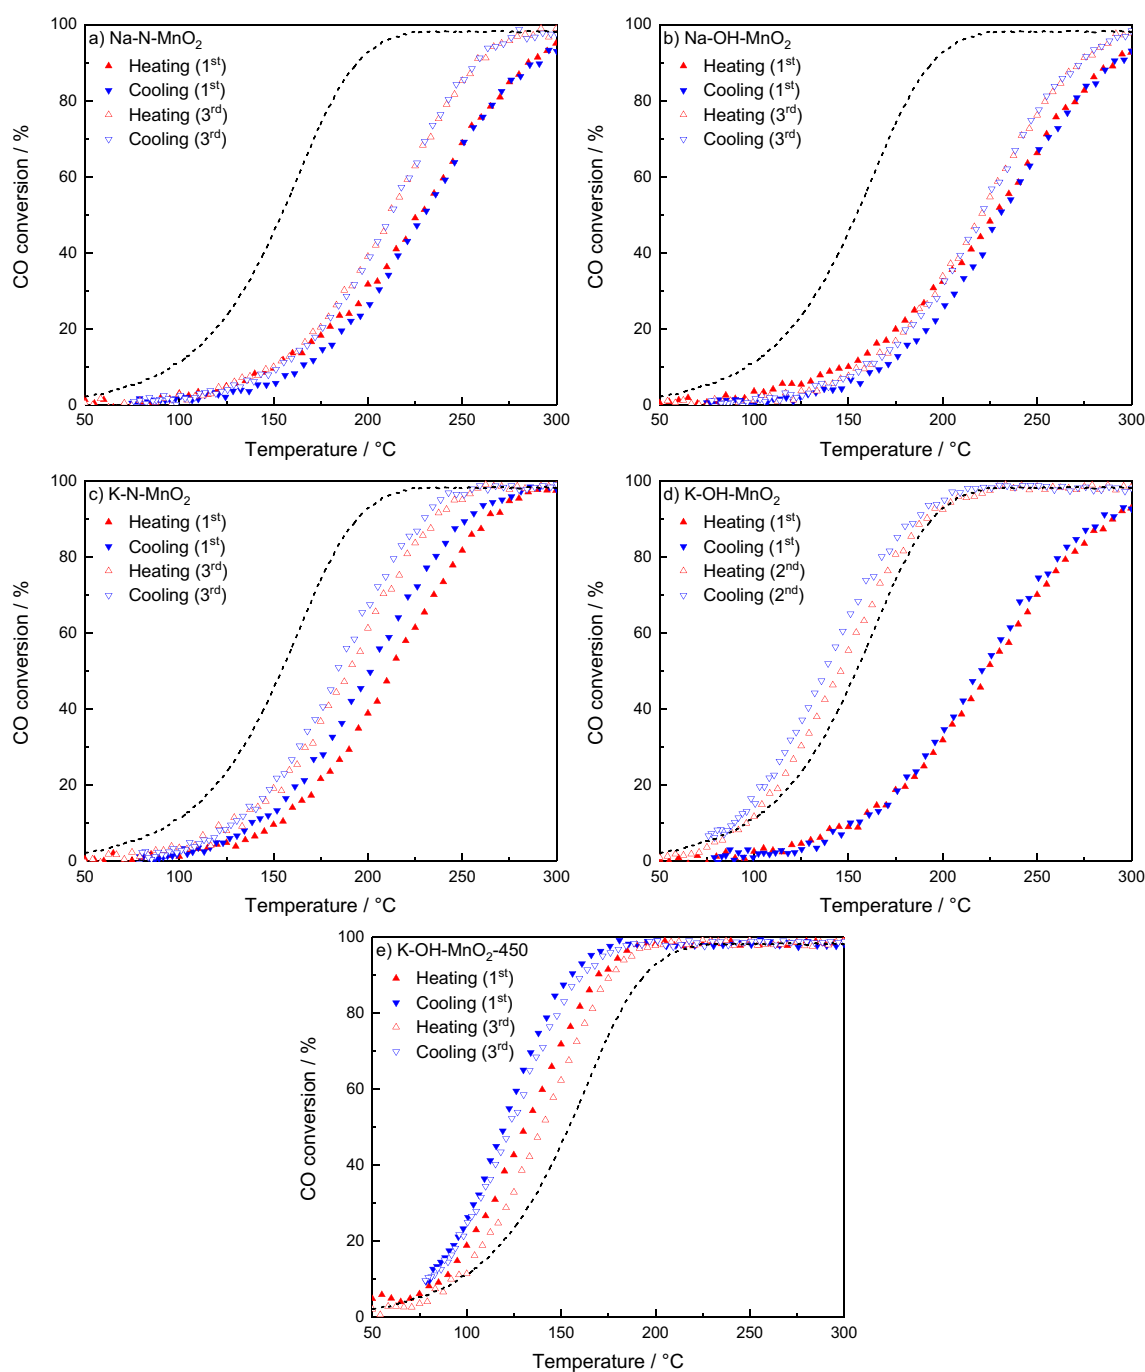 a) Na-N-MnO₂
Heating (1ˢᵗ)
Cooling (1ˢᵗ)
Heating (3ʳᵈ)
Cooling (3ʳᵈ)
CO conversion / %
100
80
60
40
20
0
50 100 150 200 250 300
Temperature / °C
b) Na-OH-MnO₂
Heating (1ˢᵗ)
Cooling (1ˢᵗ)
Heating (3ʳᵈ)
Cooling (3ʳᵈ)
CO conversion / %
100
80
60
40
20
0
50 100 150 200 250 300
Temperature / °C
c) K-N-MnO₂
Heating (1ˢᵗ)
Cooling (1ˢᵗ)
Heating (3ʳᵈ)
Cooling (3ʳᵈ)
CO conversion / %
100
80
60
40
20
0
50 100 150 200 250 300
Temperature / °C
d) K-OH-MnO₂
Heating (1ˢᵗ)
Cooling (1ˢᵗ)
Heating (2ⁿᵈ)
Cooling (2ⁿᵈ)
CO conversion / %
100
80
60
40
20
0
50 100 150 200 250 300
Temperature / °C
e) K-OH-MnO₂-450
Heating (1ˢᵗ)
Cooling (1ˢᵗ)
Heating (3ʳᵈ)
Cooling (3ʳᵈ)
CO conversion / %
100
80
60
40
20
0
50 100 150 200 250 300
Temperature / °C